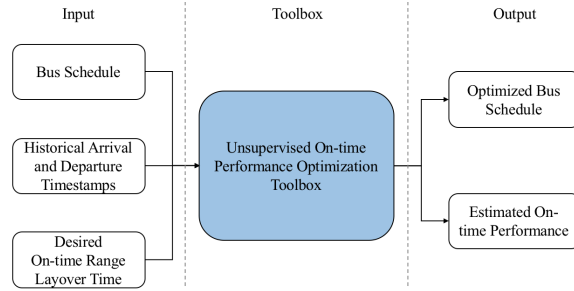 Input
Toolbox
Output
Bus Schedule
Historical Arrival
and Departure
Timestamps
Desired
On-time Range
Layover Time
Unsupervised On-time
Performance Optimization
Toolbox
Optimized Bus
Schedule
Estimated On-
time Performance